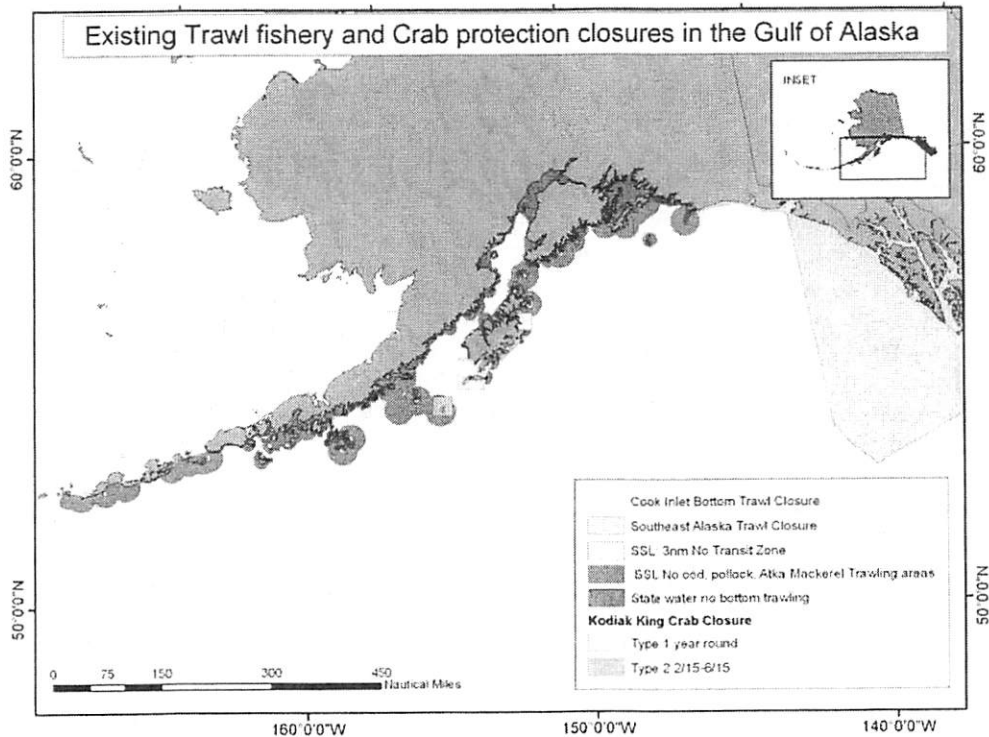 Existing Trawl fishery and Crab protection closures in the Gulf of Alaska
INSET
60°0'0"N
60°0'0"N
50°0'0"N
50°0'0"N
Cook Inlet Bottom Trawl Closure
Southeast Alaska Trawl Closure
SSL 3nm No Transit Zone
SSL No cod, pollock, Atka Mackerel Trawling areas
State water no bottom trawling
Kodiak King Crab Closure
Type 1 year round
Type 2 2/15-6/15
0 75 150 300 450
Nautical Miles
160°0'0"W 150°0'0"W 140°0'0"W